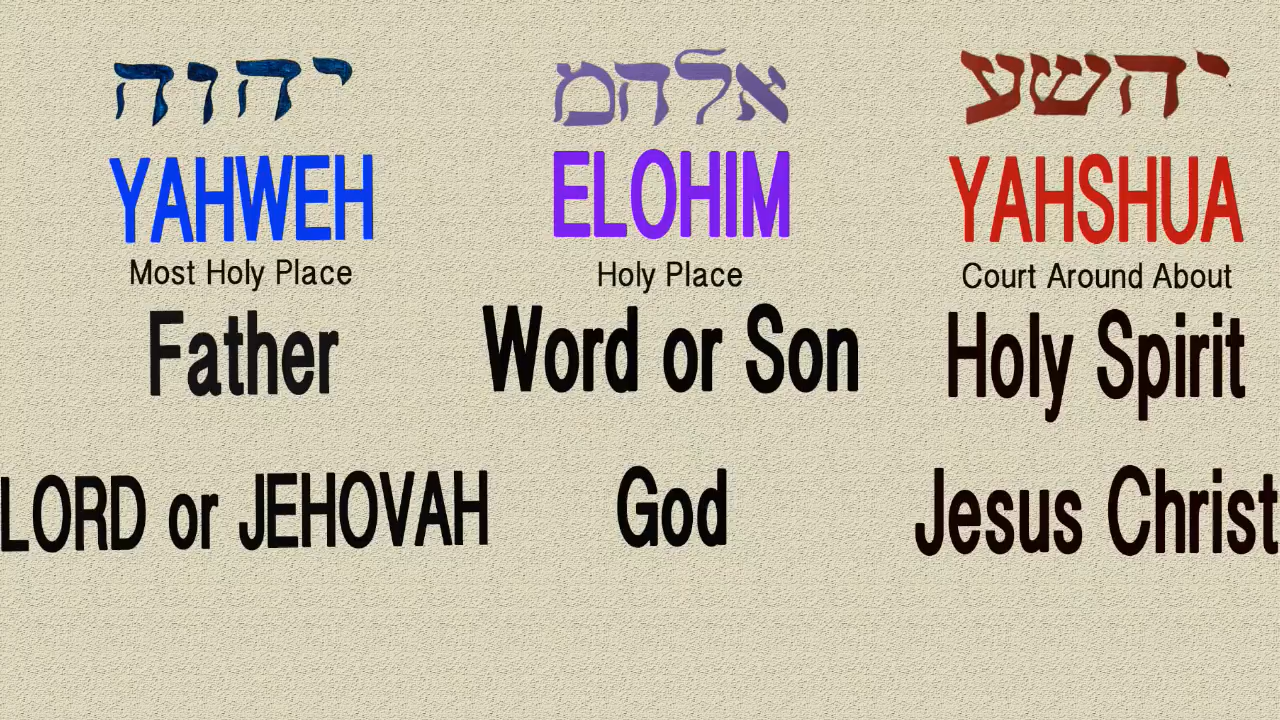 יהוה אלהמ יהשע
YAHWEH ELOHIM YAHSHUA
Most Holy Place Holy Place Court Around About
Father Word or Son Holy Spirit
LORD or JEHOVAH God Jesus Christ